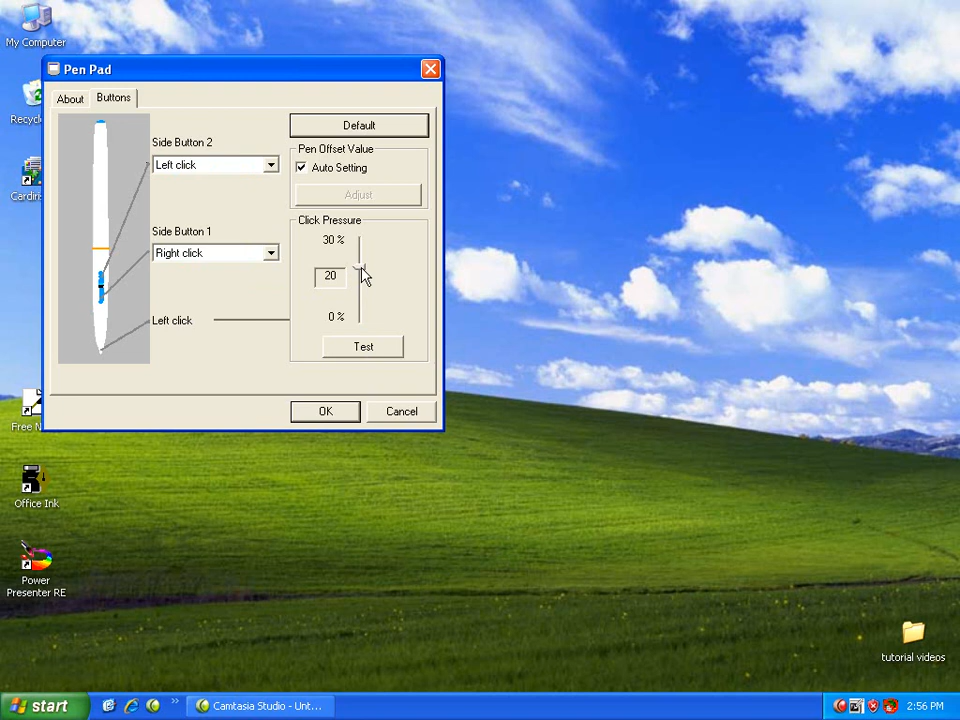 My Computer
Pen Pad
About
Buttons
Recycl
Cardiris
Free N
Office Ink
Power
Presenter RE
Side Button 2
Left click
Side Button 1
Right click
Left click
Default
Pen Offset Value
Auto Setting
Adjust
Click Pressure
30 %
20
0 %
Test
OK
Cancel
tutorial videos
start
Camtasia Studio - Unt...
2:56 PM